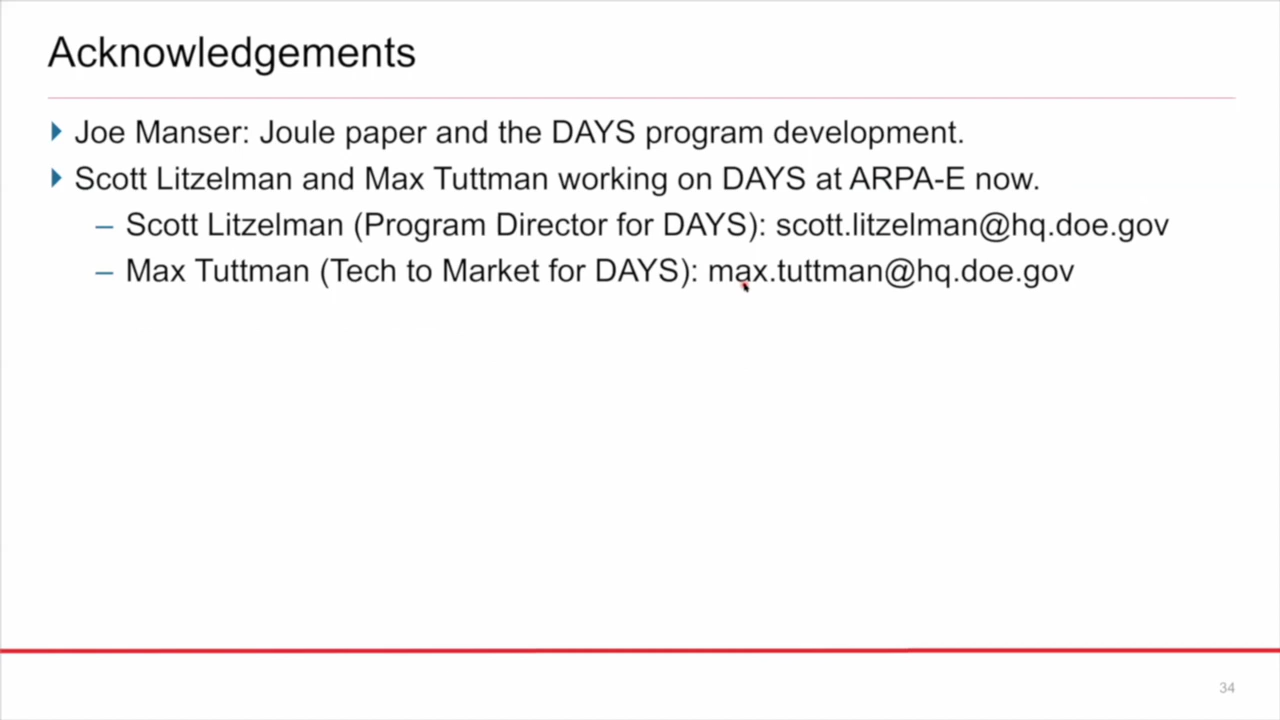 Acknowledgements
Joe Manser: Joule paper and the DAYS program development.
Scott Litzelman and Max Tuttman working on DAYS at ARPA-E now.
– Scott Litzelman (Program Director for DAYS): scott.litzelman@hq.doe.gov
– Max Tuttman (Tech to Market for DAYS): max.tuttman@hq.doe.gov
34